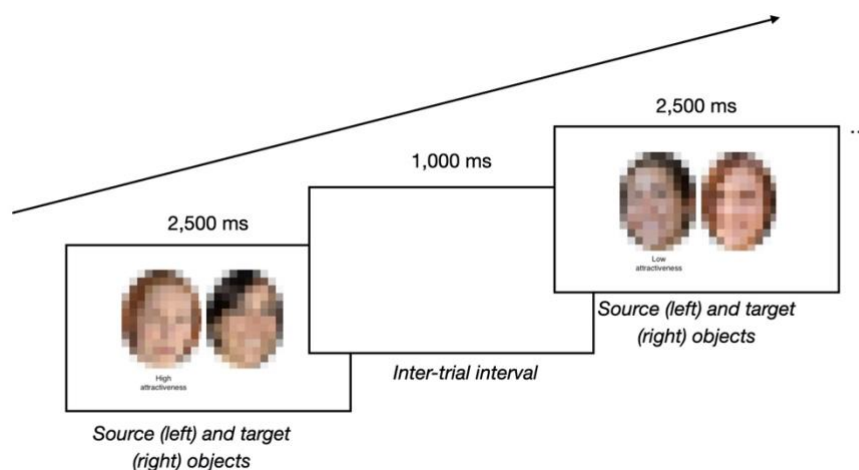 2,500 ms
1,000 ms
2,500 ms
...
High
attractiveness
Low
attractiveness
Source (left) and target
(right) objects
Inter-trial interval
Source (left) and target
(right) objects